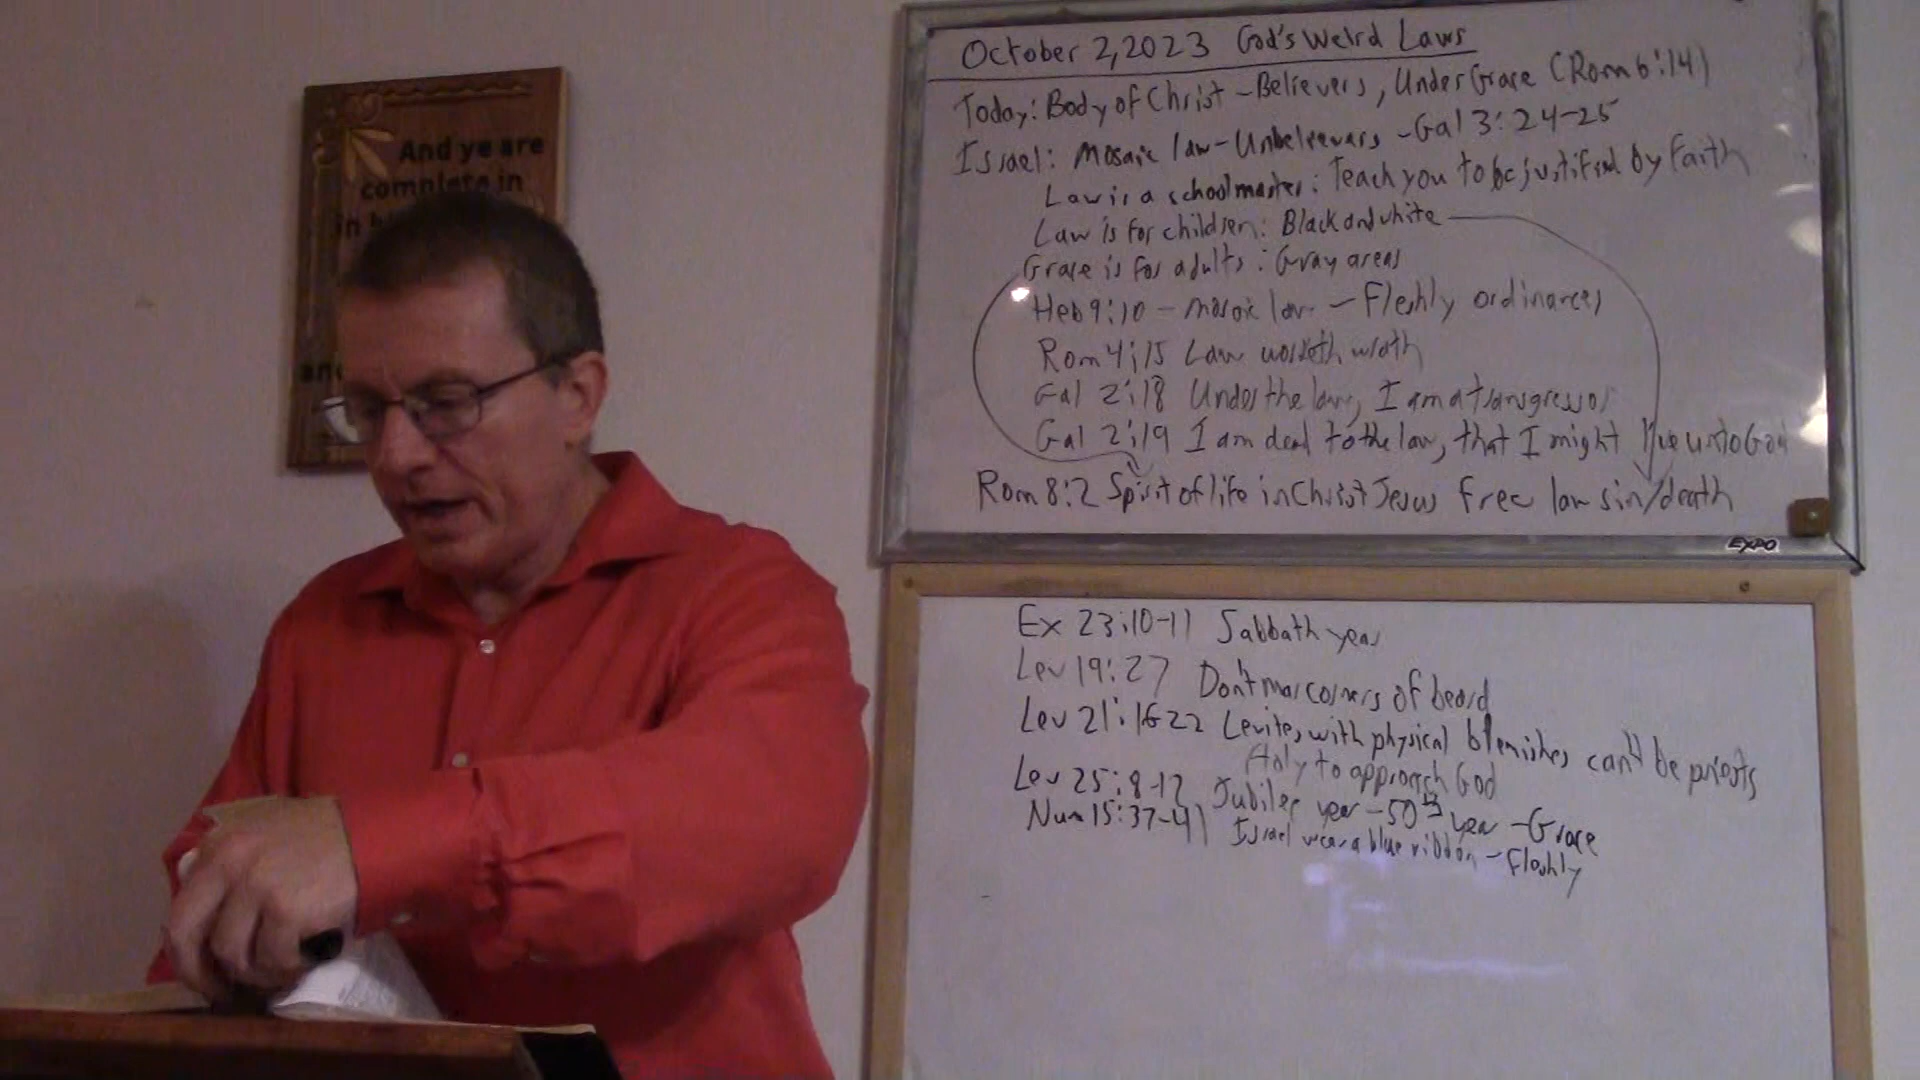 And ye are
complete in
in h
an
October 2, 2023 God's Weird Laws
Today: Body of Christ - Believers, Under Grace (Rom 6:14)
Israel: Mosaic law - Unbeleevars - Gal 3:24-25
Law is a schoolmaster: Teach you to be justified by faith
Law is for children: Black and white
Grace is for adults: Gray areas
Heb 9:10 - Mosaic law - Fleshly ordinances
Rom 4:15 Law worketh wrath
Gal 2:18 Under the law, I am a transgressor
Gal 2:19 I am dead to the law, that I might live unto God
Rom 8:2 Spirit of life in Christ Jesus free law sin/death
EXPO
Ex 23:10-11 Sabbath year
Lev 19:27 Don't mar corners of beard
Lev 21:16-22 Levites with physical blemishes can't be priests
Holy to approach God
Lev 25:8-12 Jubilee year - 50th year - Grace
Num 15:37-41 Israel wear a blue ribbon - Fleshly